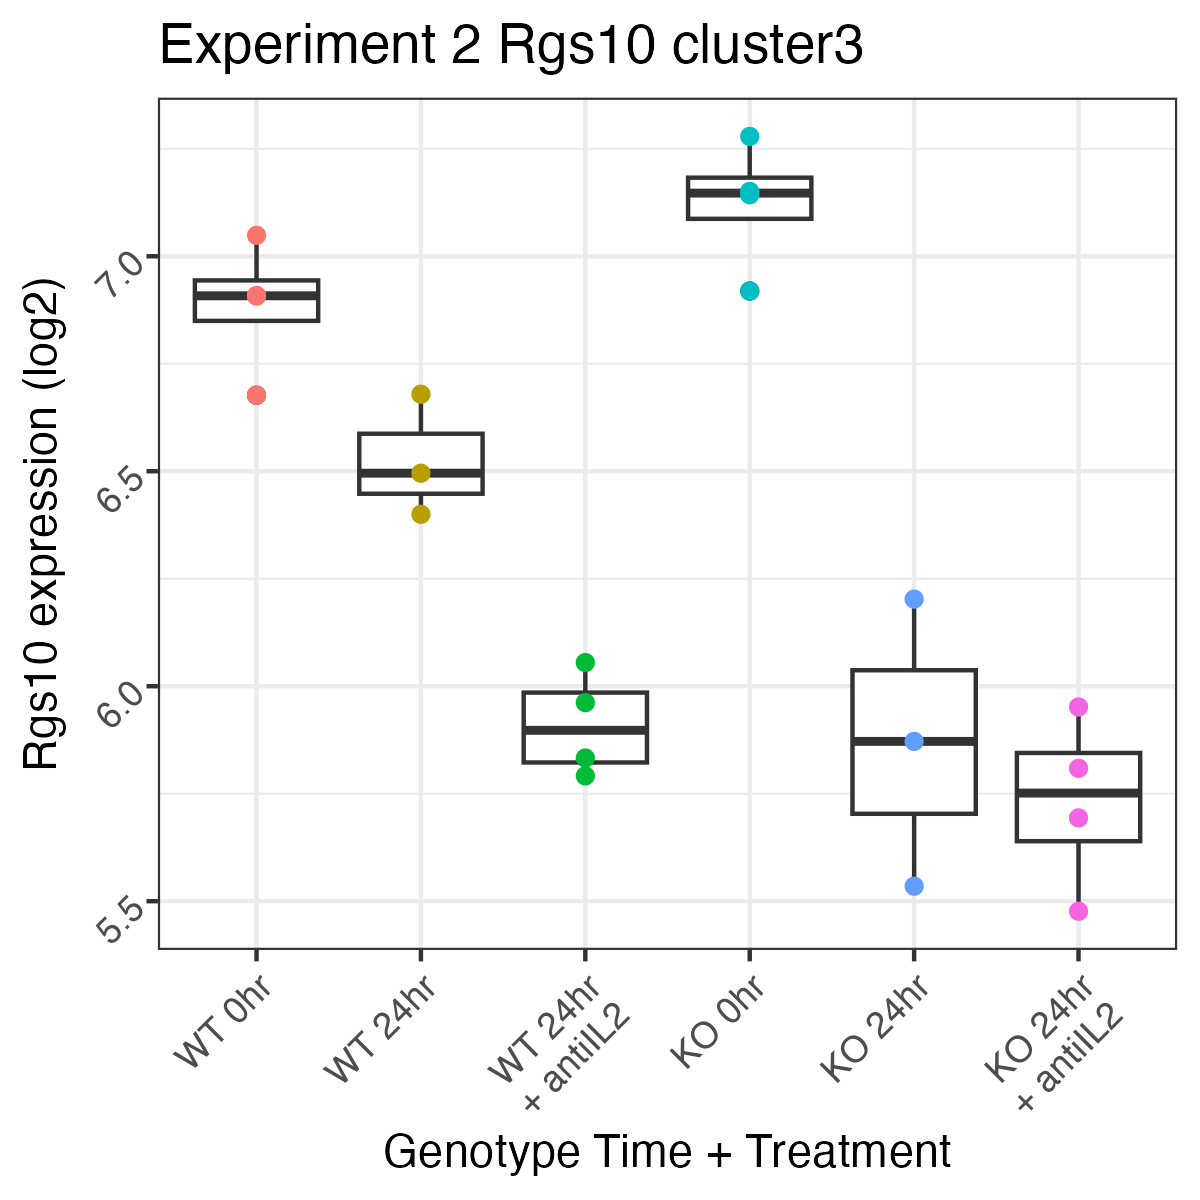 Experiment 2 Rgs10 cluster3
Rgs10 expression (log2)
7.0
6.5
6.0
5.5
WT 0hr
WT 24hr
WT 24hr
+ antiIL2
KO 0hr
KO 24hr
KO 24hr
+ antiIL2
Genotype Time + Treatment